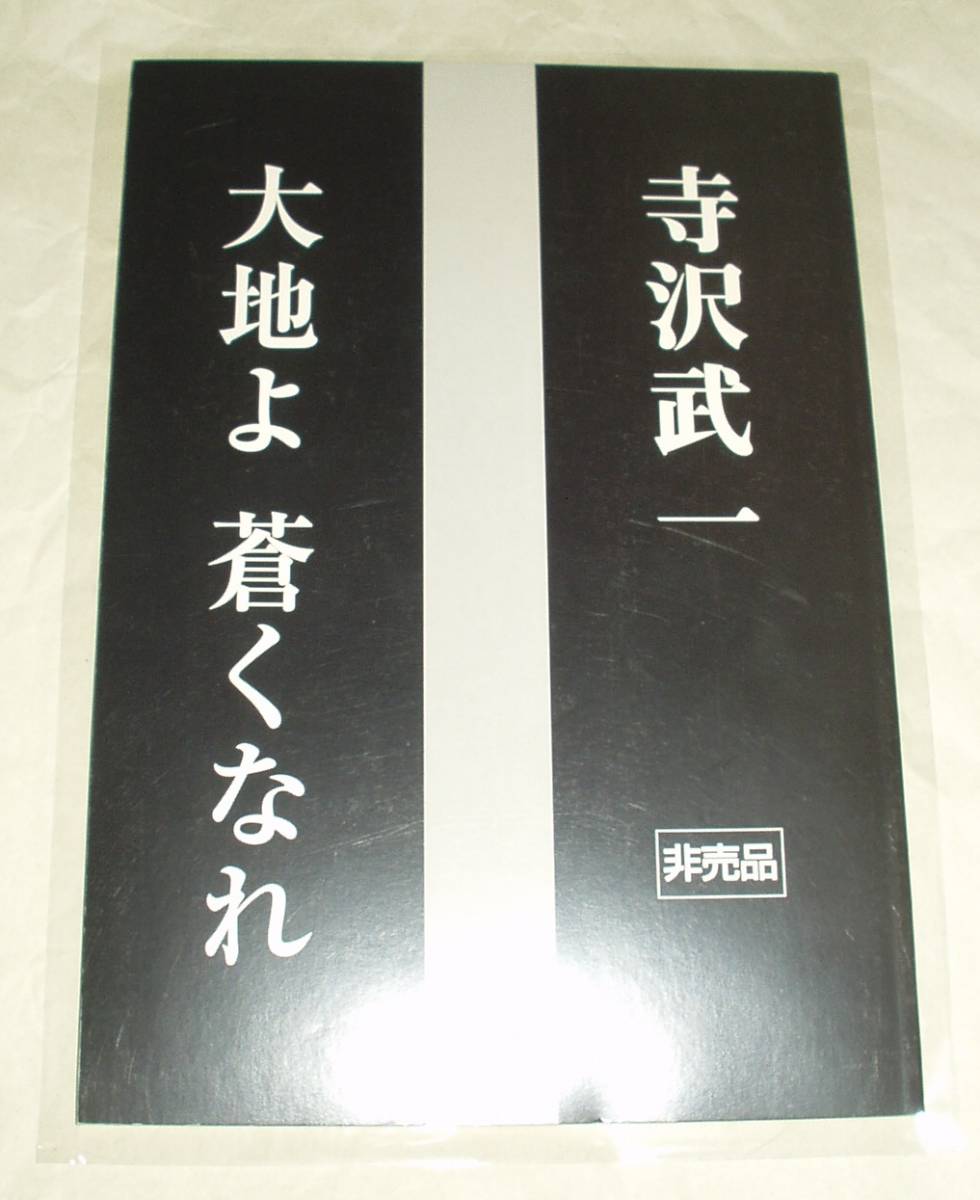 寺沢武一
非売品
大地よ 蒼くなれ